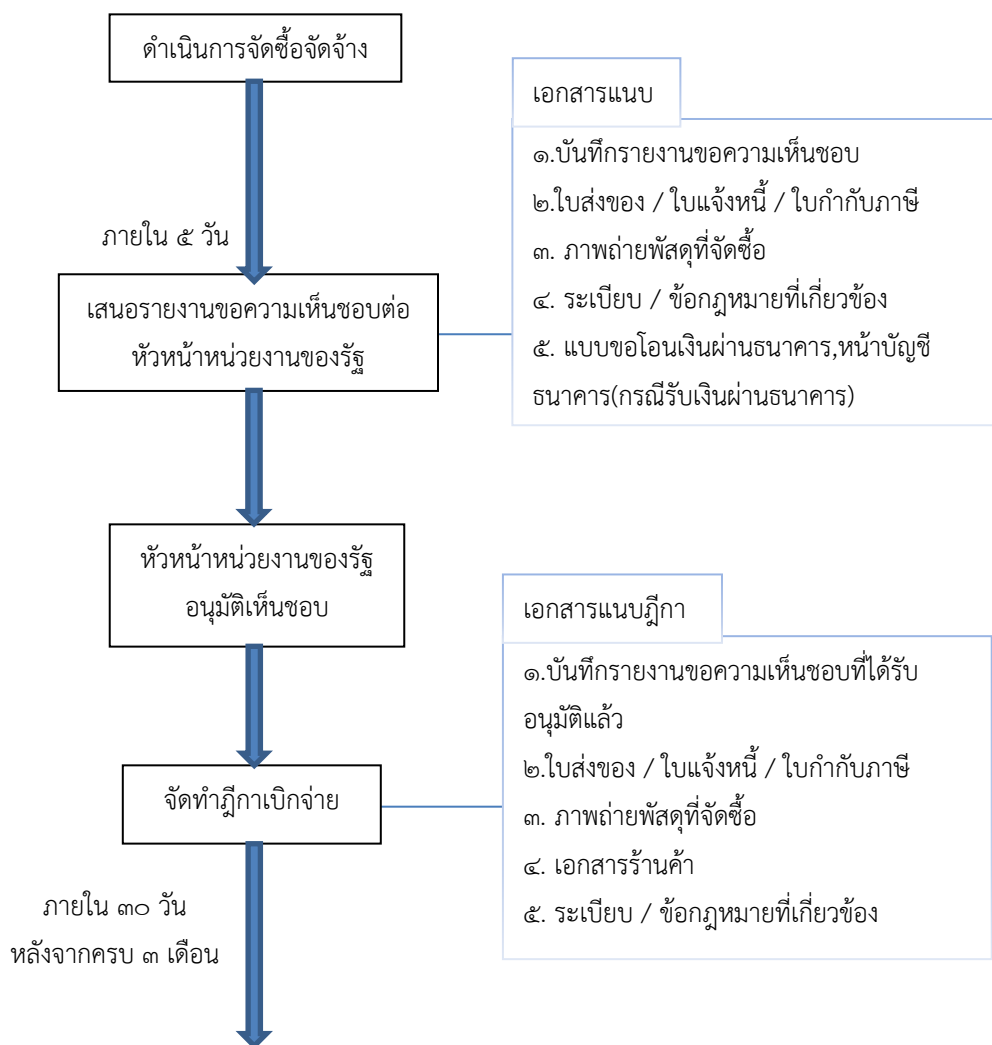 ดำเนินการจัดซื้อจัดจ้าง
ภายใน ๕ วัน
เสนอรายงานขอความเห็นชอบต่อ
หัวหน้าหน่วยงานของรัฐ
เอกสารแนบ
๑.บันทึกรายงานขอความเห็นชอบ
๒.ใบส่งของ / ใบแจ้งหนี้ / ใบกำกับภาษี
๓. ภาพถ่ายพัสดุที่จัดซื้อ
๔. ระเบียบ / ข้อกฎหมายที่เกี่ยวข้อง
๕. แบบขอโอนเงินผ่านธนาคาร,หน้าบัญชี
ธนาคาร(กรณีรับเงินผ่านธนาคาร)
หัวหน้าหน่วยงานของรัฐ
อนุมัติเห็นชอบ
จัดทำฎีกาเบิกจ่าย
เอกสารแนบฎีกา
๑.บันทึกรายงานขอความเห็นชอบที่ได้รับ
อนุมัติแล้ว
๒.ใบส่งของ / ใบแจ้งหนี้ / ใบกำกับภาษี
๓. ภาพถ่ายพัสดุที่จัดซื้อ
๔. เอกสารร้านค้า
๕. ระเบียบ / ข้อกฎหมายที่เกี่ยวข้อง
ภายใน ๓๐ วัน
หลังจากครบ ๓ เดือน